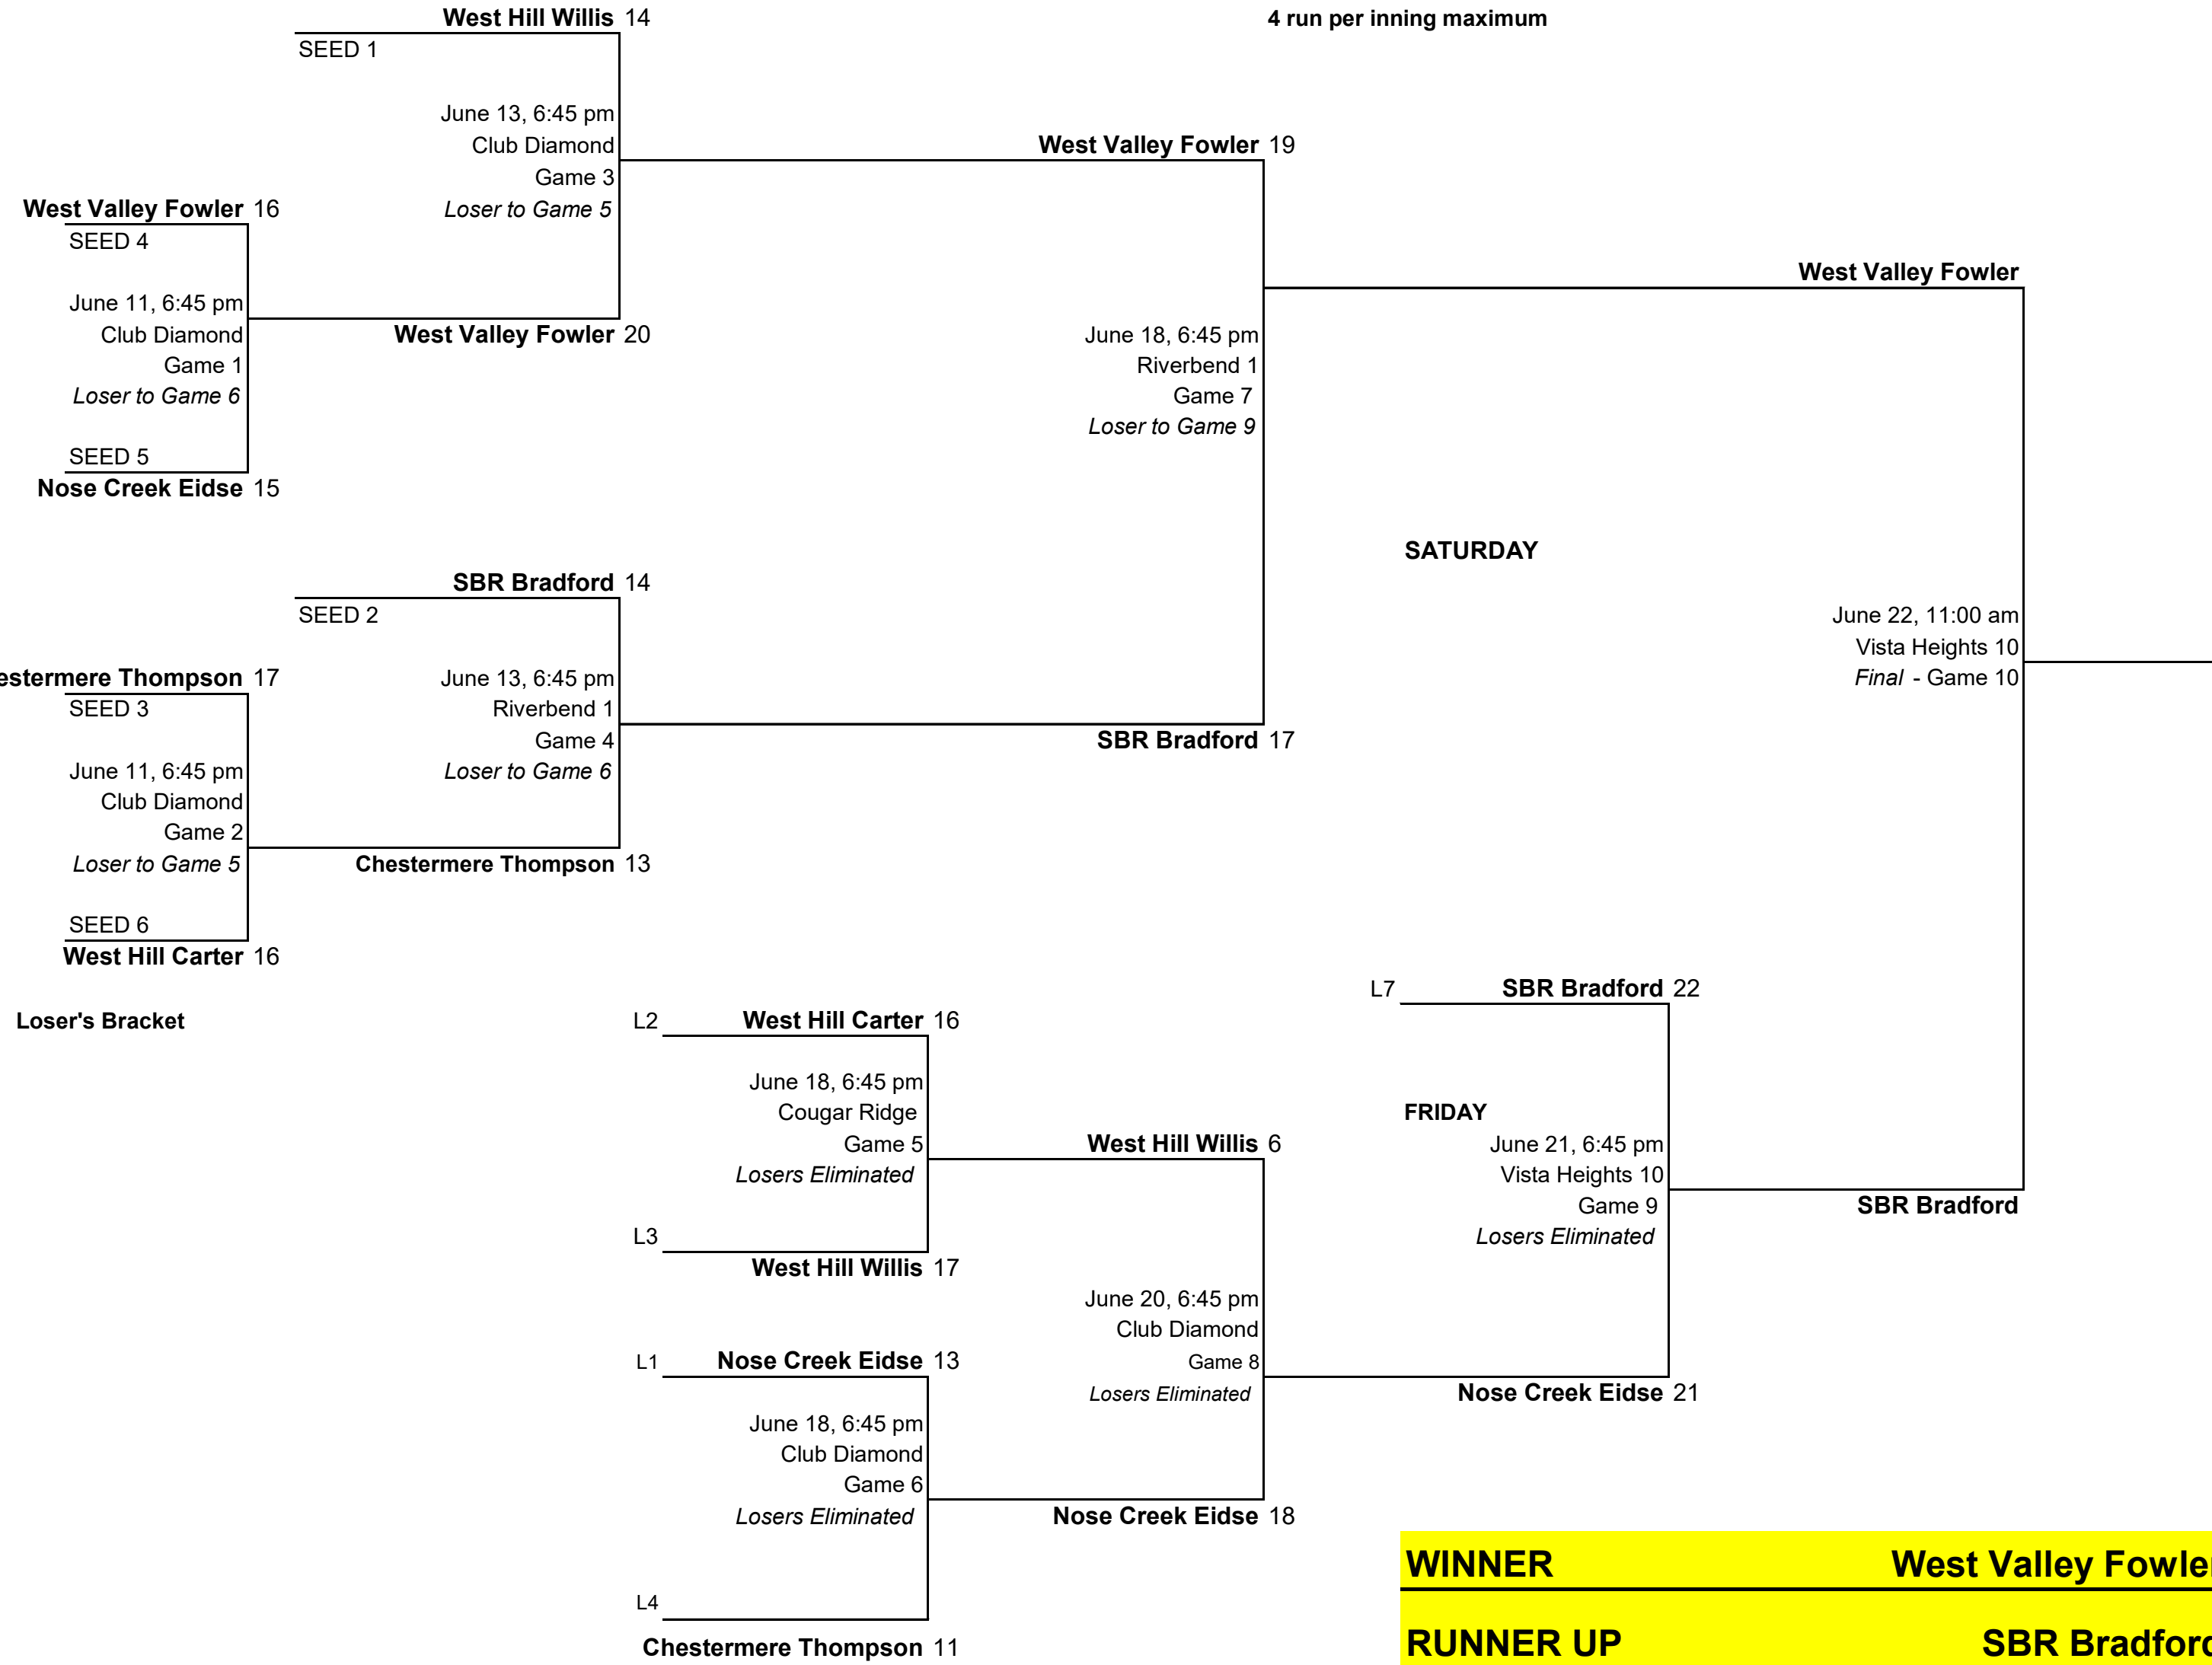 West Hill Willis 14
4 run per inning maximum
SEED 1
June 13, 6:45 pm
Club Diamond
Game 3
Loser to Game 5
West Valley Fowler 19
West Valley Fowler 16
SEED 4
June 11, 6:45 pm
Club Diamond
Game 1
Loser to Game 6
SEED 5
Nose Creek Eidse 15
West Valley Fowler 20
West Valley Fowler
June 18, 6:45 pm
Riverbend 1
Game 7
Loser to Game 9
SATURDAY
SBR Bradford 14
SEED 2
June 13, 6:45 pm
Riverbend 1
Game 4
Loser to Game 6
estermere Thompson 17
SEED 3
June 11, 6:45 pm
Club Diamond
Game 2
Loser to Game 5
SEED 6
West Hill Carter 16
Chestermere Thompson 13
SBR Bradford 17
June 22, 11:00 am
Vista Heights 10
Final - Game 10
Loser's Bracket
L2 West Hill Carter 16
June 18, 6:45 pm
Cougar Ridge
Game 5
Losers Eliminated
L3
West Hill Willis 17
L7 SBR Bradford 22
FRIDAY
June 21, 6:45 pm
Vista Heights 10
Game 9
Losers Eliminated
West Hill Willis 6
SBR Bradford
June 20, 6:45 pm
Club Diamond
Game 8
Losers Eliminated
L1 Nose Creek Eidse 13
June 18, 6:45 pm
Club Diamond
Game 6
Losers Eliminated
L4
Chestermere Thompson 11
Nose Creek Eidse 21
Nose Creek Eidse 18
WINNER West Valley Fowler
RUNNER UP SBR Bradford